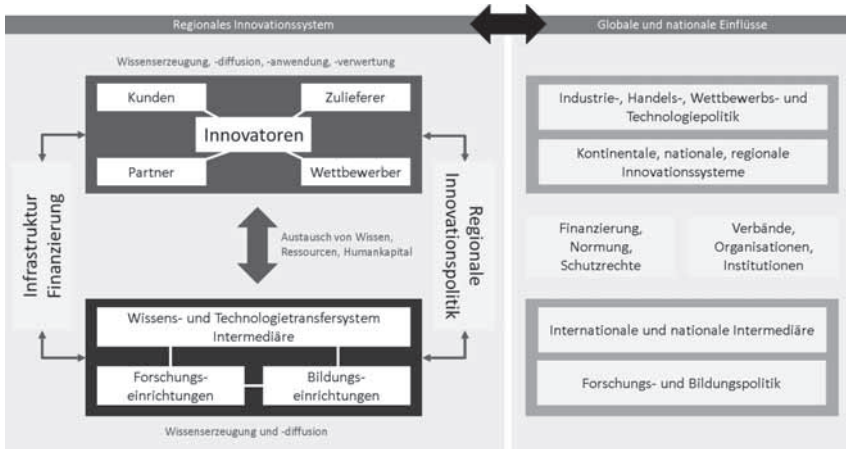 Regionales Innovationssystem
Wissenserzeugung, -diffusion, -anwendung, -verwertung
Kunden
Zulieferer
Innovatoren
Partner
Wettbewerber
Infrastruktur
Finanzierung
Austausch von Wissen,
Ressourcen, Humankapital
Regionale
Innovationspolitik
Wissens- und Technologietransfersystem
Intermediäre
Forschungs-
einrichtungen
Bildungs-
einrichtungen
Wissenserzeugung und -diffusion
Globale und nationale Einflüsse
Industrie-, Handels-, Wettbewerbs- und
Technologiepolitik
Kontinentale, nationale, regionale
Innovationssysteme
Finanzierung,
Normung,
Schutzrechte
Verbände,
Organisationen,
Institutionen
Internationale und nationale Intermediäre
Forschungs- und Bildungspolitik